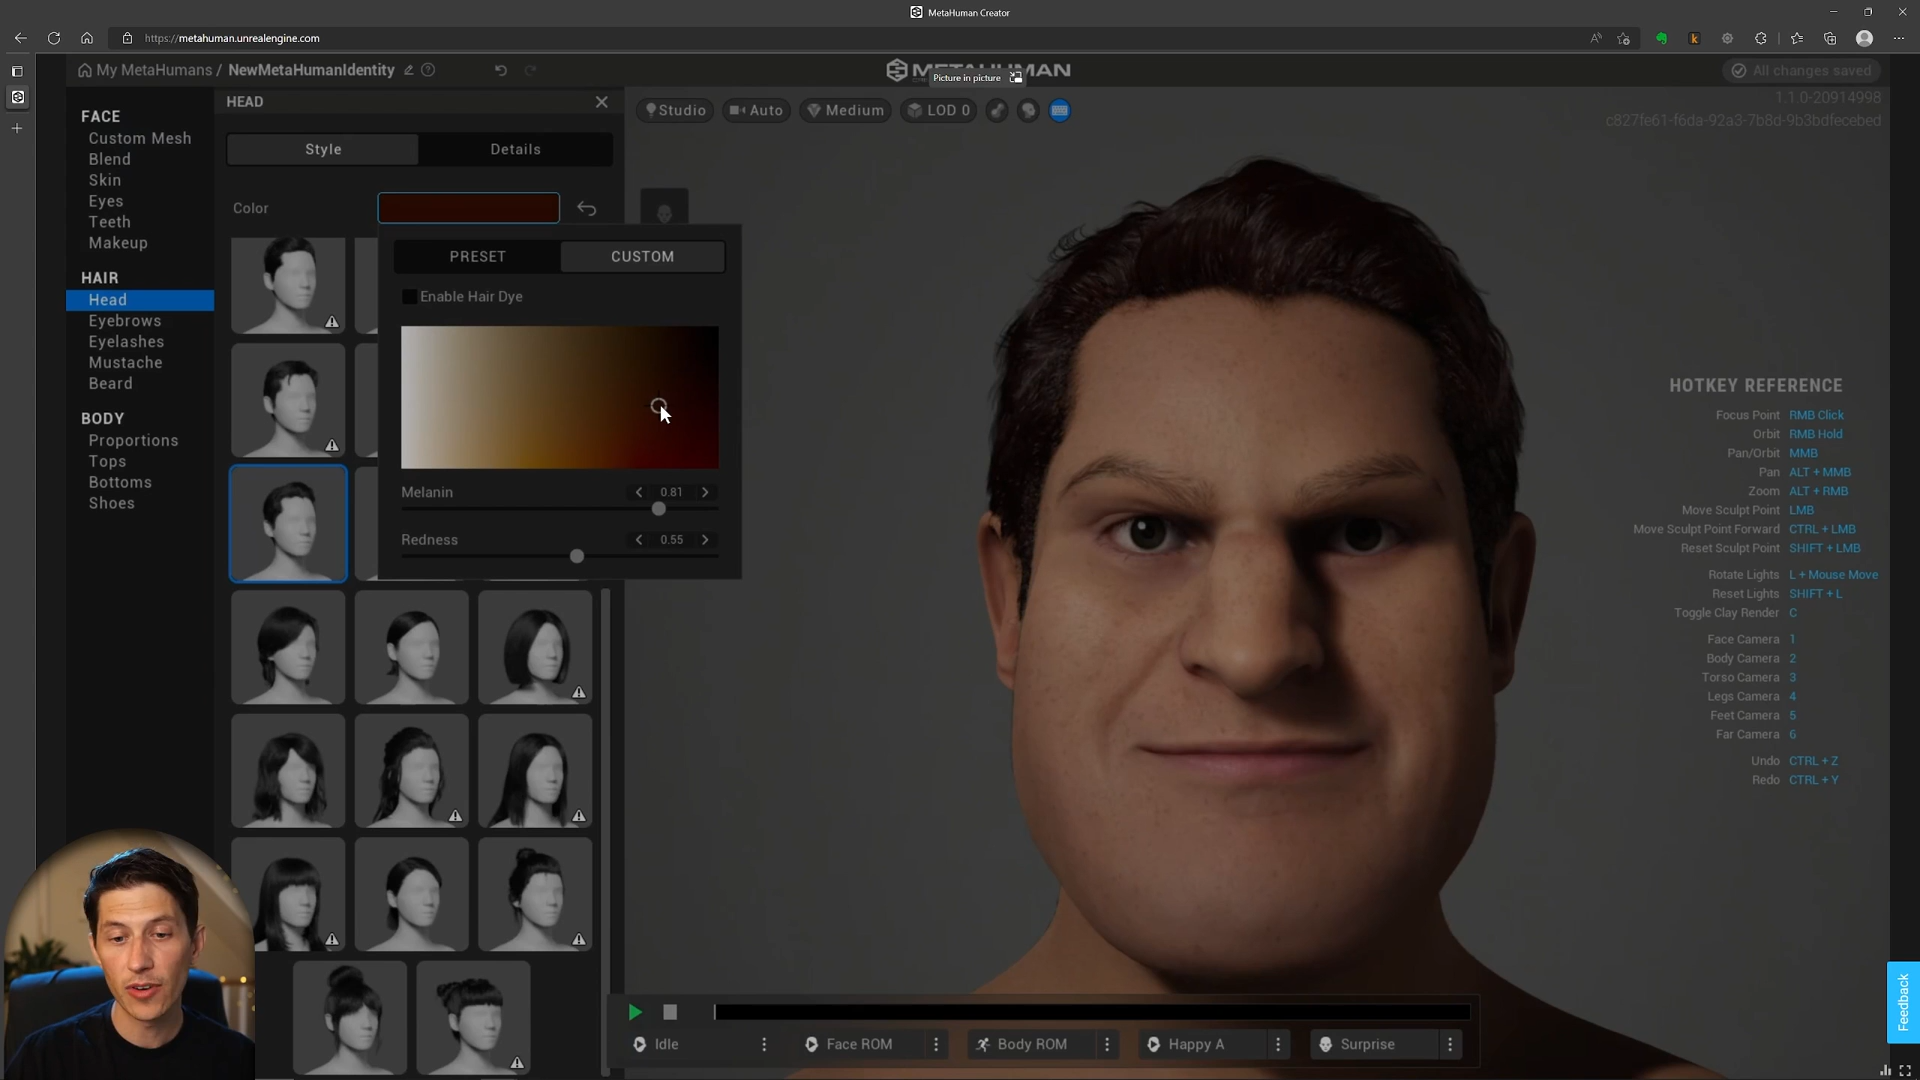 MetaHuman Creator
https://metahuman.unrealengine.com
My MetaHumans / NewMetaHumanIdentity
METAHUMAN
Picture in picture
All changes saved
1.1.0-20914998
c827fe61-f6da-92a3-7b8d-9b3bdfecebed
FACE
Custom Mesh
Blend
Skin
Eyes
Teeth
Makeup
HAIR
Head
Eyebrows
Eyelashes
Mustache
Beard
BODY
Proportions
Tops
Bottoms
Shoes
HEAD
Style
Details
Color
PRESET
CUSTOM
Enable Hair Dye
Melanin
0.81
Redness
0.55
Studio
Auto
Medium
LOD 0
HOTKEY REFERENCE
Focus Point RMB Click
Orbit RMB Hold
Pan/Orbit MMB
Pan ALT + MMB
Zoom ALT + RMB
Move Sculpt Point LMB
Move Sculpt Point Forward CTRL + LMB
Reset Sculpt Point SHIFT + LMB
Rotate Lights L + Mouse Move
Reset Lights SHIFT + L
Toggle Clay Render C
Face Camera 1
Body Camera 2
Torso Camera 3
Legs Camera 4
Feet Camera 5
Far Camera 6
Undo CTRL + Z
Redo CTRL + Y
Idle
Face ROM
Body ROM
Happy A
Surprise
Feedback